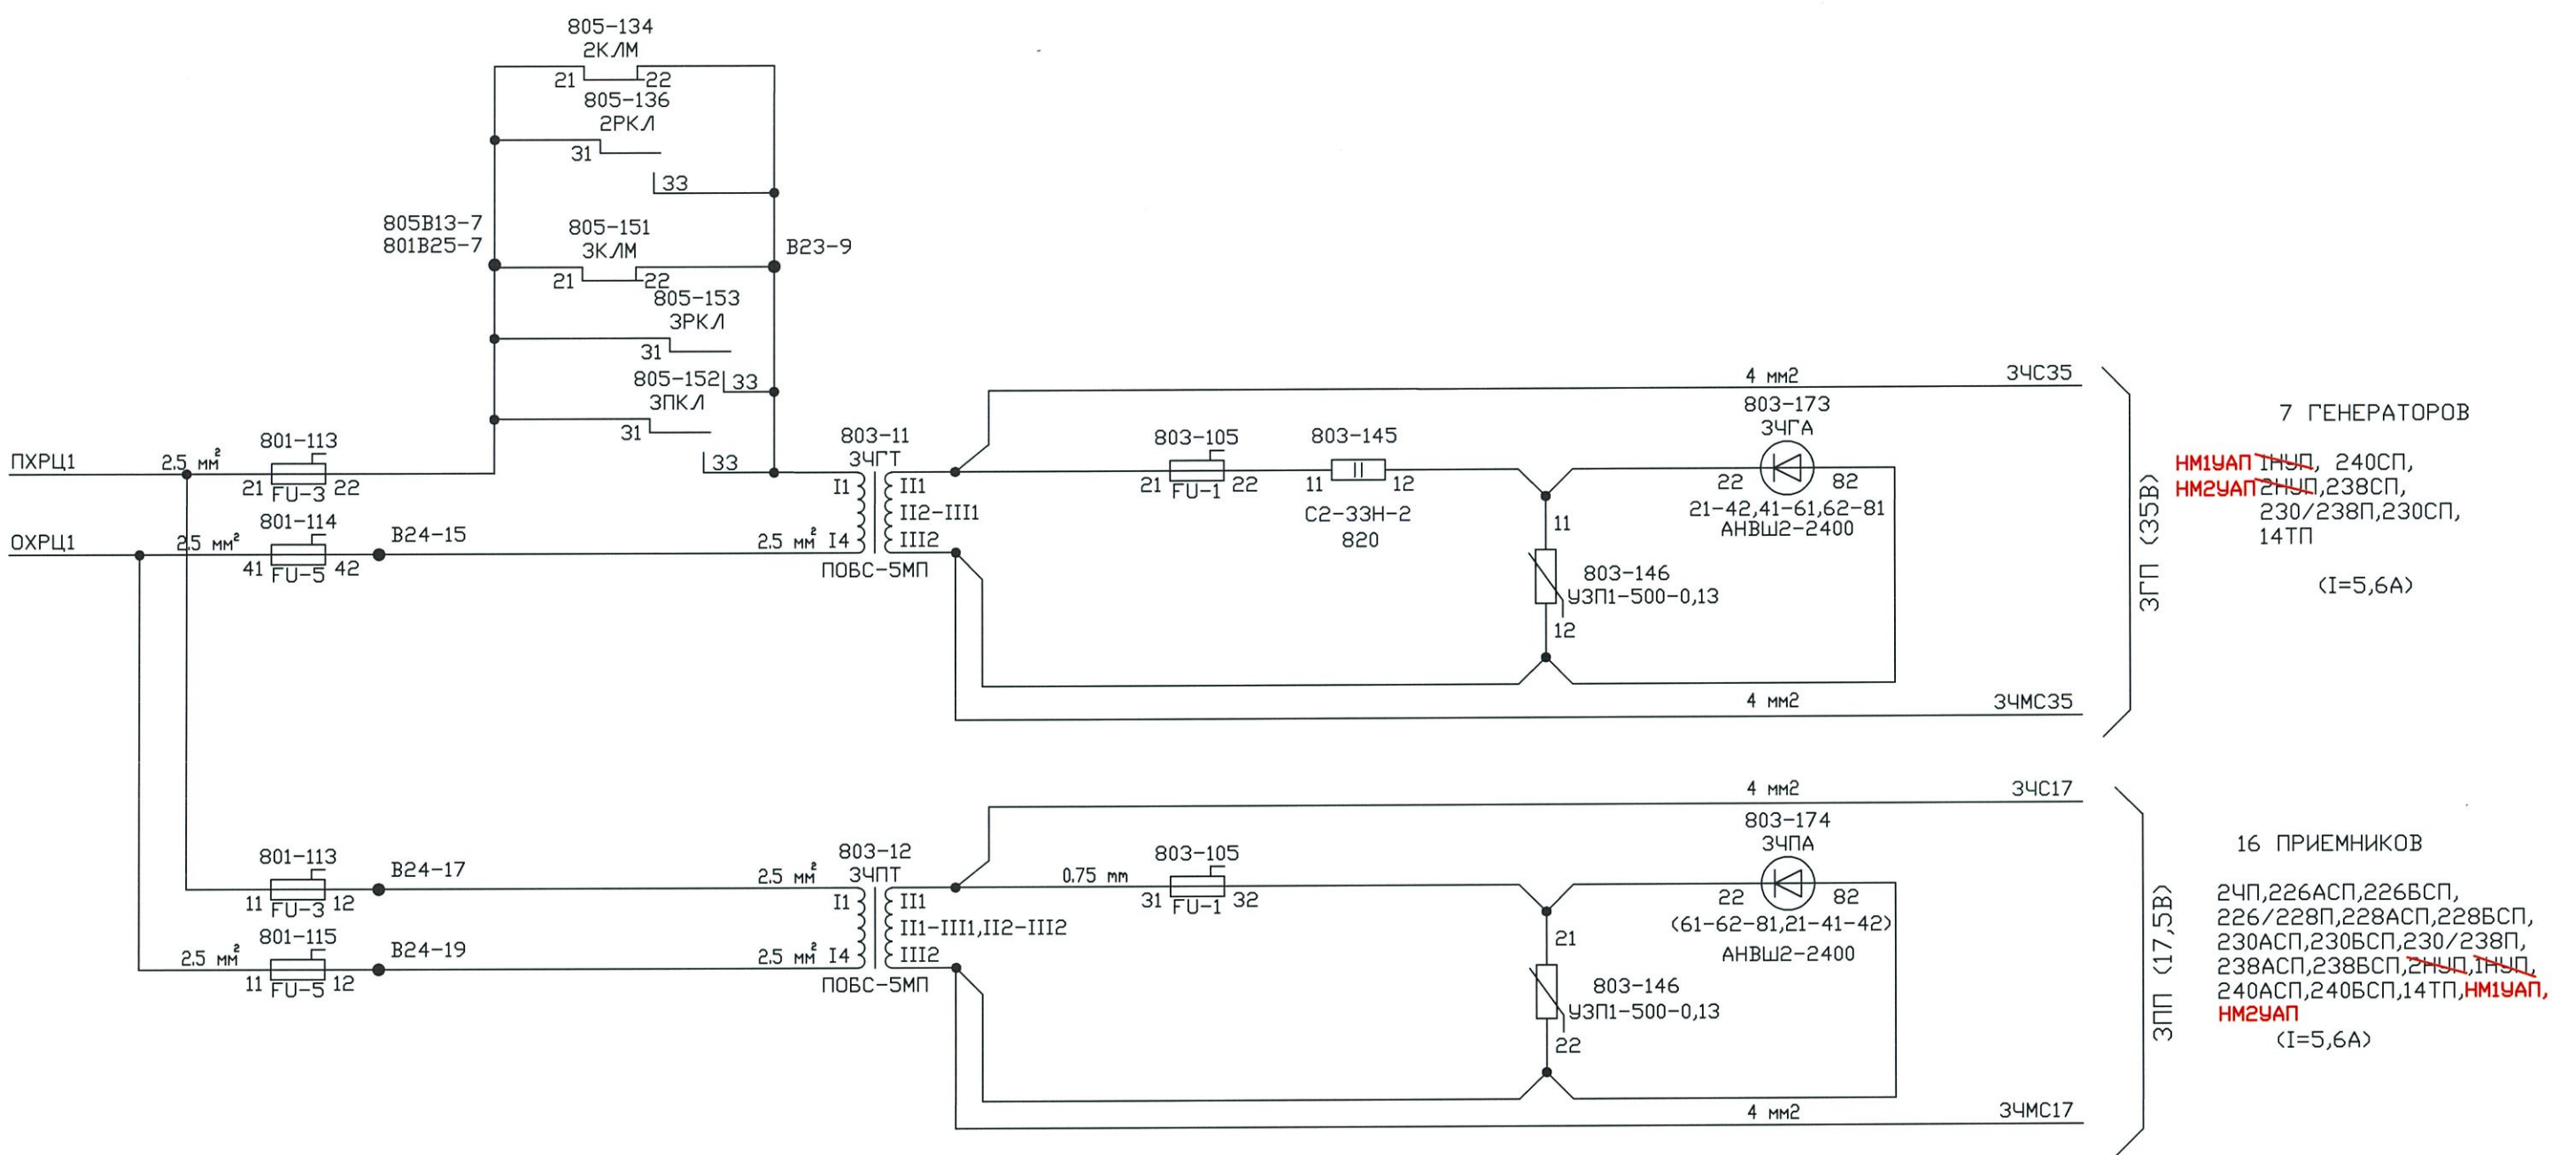 805-134
2КЛМ
21 22
805-136
2РКЛ
31
33
805В13-7
801В25-7
805-151
3КЛМ
21 22
В23-9
805-153
3РКЛ
31
805-152 33
3ПКЛ
31
33
ПХРЦ1
2.5 мм²
801-113
21 FU-3 22
ОХРЦ1
2.5 мм²
801-114
41 FU-5 42
В24-15
2.5 мм²
803-11
3ЧГТ
I1 II1
II2-III1
I4 III2
ПОБС-5МП
803-105
21 FU-1 22
803-145
11 12
С2-33Н-2
820
4 мм2
3ЧС35
803-173
3ЧГА
22 82
21-42,41-61,62-81
АНВШ2-2400
11
803-146
УЗП1-500-0,13
12
4 мм2
3ЧМС35
3ГП (35В)
7 ГЕНЕРАТОРОВ
НМ1УАП 1НУП, 240СП,
НМ2УАП 2НУП,238СП,
230/238П,230СП,
14ТП
(I=5,6А)
801-113
11 FU-3 12
В24-17
2.5 мм²
2.5 мм²
801-115
11 FU-5 12
В24-19
2.5 мм²
803-12
3ЧПТ
I1 II1
II1-III1,II2-III2
I4 III2
ПОБС-5МП
0.75 mm
803-105
31 FU-1 32
4 мм2
3ЧС17
803-174
3ЧПА
22 82
(61-62-81,21-41-42)
АНВШ2-2400
21
803-146
УЗП1-500-0,13
22
4 мм2
3ЧМС17
3ПП (17,5В)
16 ПРИЕМНИКОВ
2ЧП,226АСП,226БСП,
226/228П,228АСП,228БСП,
230АСП,230БСП,230/238П,
238АСП,238БСП,2НУП,1НУП,
240АСП,240БСП,14ТП,НМ1УАП,
НМ2УАП
(I=5,6А)